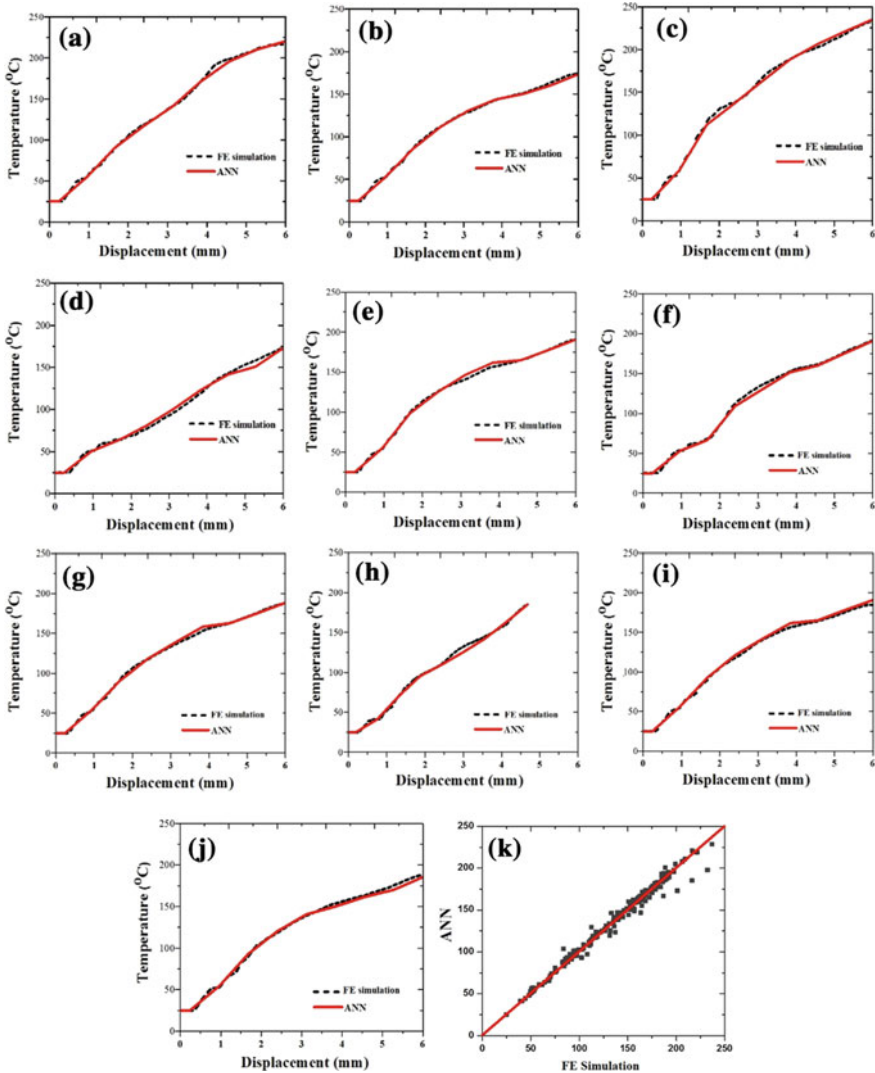 (a)
Temperature (°C)
250
200
150
100
50
0
FE simulation
ANN
0 1 2 3 4 5 6
Displacement (mm)
(b)
Temperature (°C)
250
200
150
100
50
0
FE simulation
ANN
0 1 2 3 4 5 6
Displacement (mm)
(c)
Temperature (°C)
250
200
150
100
50
0
FE simulation
ANN
0 1 2 3 4 5 6
Displacement (mm)
(d)
Temperature (°C)
250
200
150
100
50
0
FE simulation
ANN
0 1 2 3 4 5 6
Displacement (mm)
(e)
Temperature (°C)
250
200
150
100
50
0
FE simulation
ANN
0 1 2 3 4 5 6
Displacement (mm)
(f)
Temperature (°C)
250
200
150
100
50
0
FE simulation
ANN
0 1 2 3 4 5 6
Displacement (mm)
(g)
Temperature (°C)
250
200
150
100
50
0
FE simulation
ANN
0 1 2 3 4 5 6
Displacement (mm)
(h)
Temperature (°C)
250
200
150
100
50
0
FE simulation
ANN
0 1 2 3 4 5 6
Displacement (mm)
(i)
Temperature (°C)
250
200
150
100
50
0
FE simulation
ANN
0 1 2 3 4 5 6
Displacement (mm)
(j)
Temperature (°C)
250
200
150
100
50
0
FE simulation
ANN
0 1 2 3 4 5 6
Displacement (mm)
(k)
ANN
250
200
150
100
50
0
0 50 100 150 200 250
FE Simulation